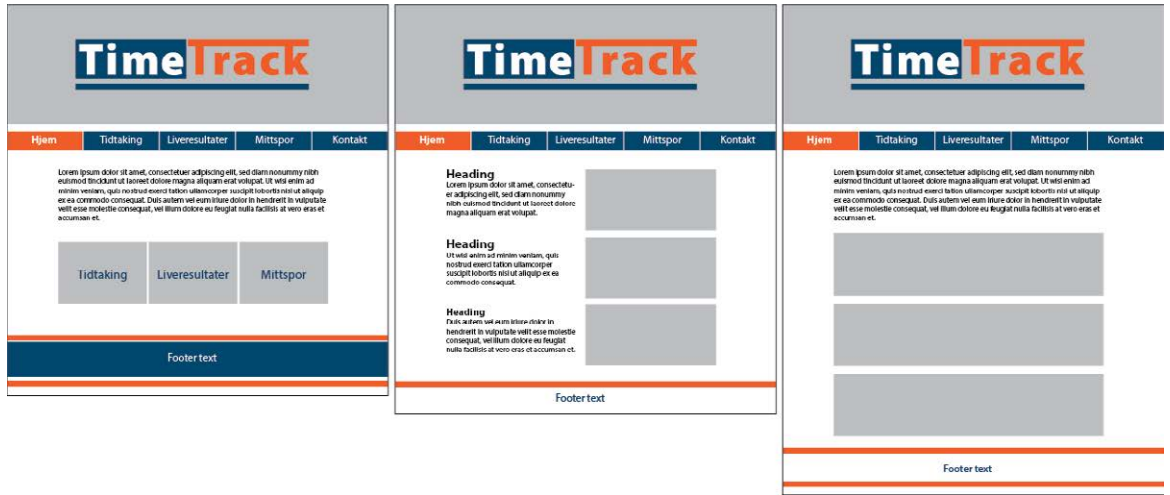 TimeTrack
Hjem Tidtaking Liveresultater Mittspor Kontakt
Lorem ipsum dolor sit amet, consectetuer adipiscing elit, sed diam nonummy nibh
euismod tincidunt ut laoreet dolore magna aliquam erat volupat. Ut wisi enim ad
minim veniam, quis nostrud exerci tation ullamcorper suscipit lobortis nisl ut aliquip
ex ea commodo consequat. Duis autem vel eum iriure dolor in hendrerit in vulputate
velit esse molestie consequat, vel illum dolore eu feugiat nulla facilisis at vero eras et
accumsan et.
Tidtaking Liveresultater Mittspor
Footer text
TimeTrack
Hjem Tidtaking Liveresultater Mittspor Kontakt
Heading
Lorem ipsum dolor sit amet, consectetu-
er adipiscing elit, sed diam nonummy
nibh euismod tincidunt ut laoreet dolore
magna aliquam erat volupat.
Heading
Ut wisi enim ad minim veniam, quis
nostrud exerci tation ullamcorper
suscipit lobortis nisl ut aliquip ex ea
commodo consequat.
Heading
Duis autem vel eum iriure dolor in
hendrerit in vulputate velit esse molestie
consequat, vel illum dolore eu feugiat
nulla facilisis at vero eras et accumsan et.
Footer text
TimeTrack
Hjem Tidtaking Liveresultater Mittspor Kontakt
Lorem ipsum dolor sit amet, consectetuer adipiscing elit, sed diam nonummy nibh
euismod tincidunt ut laoreet dolore magna aliquam erat volupat. Ut wisi enim ad
minim veniam, quis nostrud exerci tation ullamcorper suscipit lobortis nisl ut aliquip
ex ea commodo consequat. Duis autem vel eum iriure dolor in hendrerit in vulputate
velit esse molestie consequat, vel illum dolore eu feugiat nulla facilisis at vero eras et
accumsan et.
Footer text